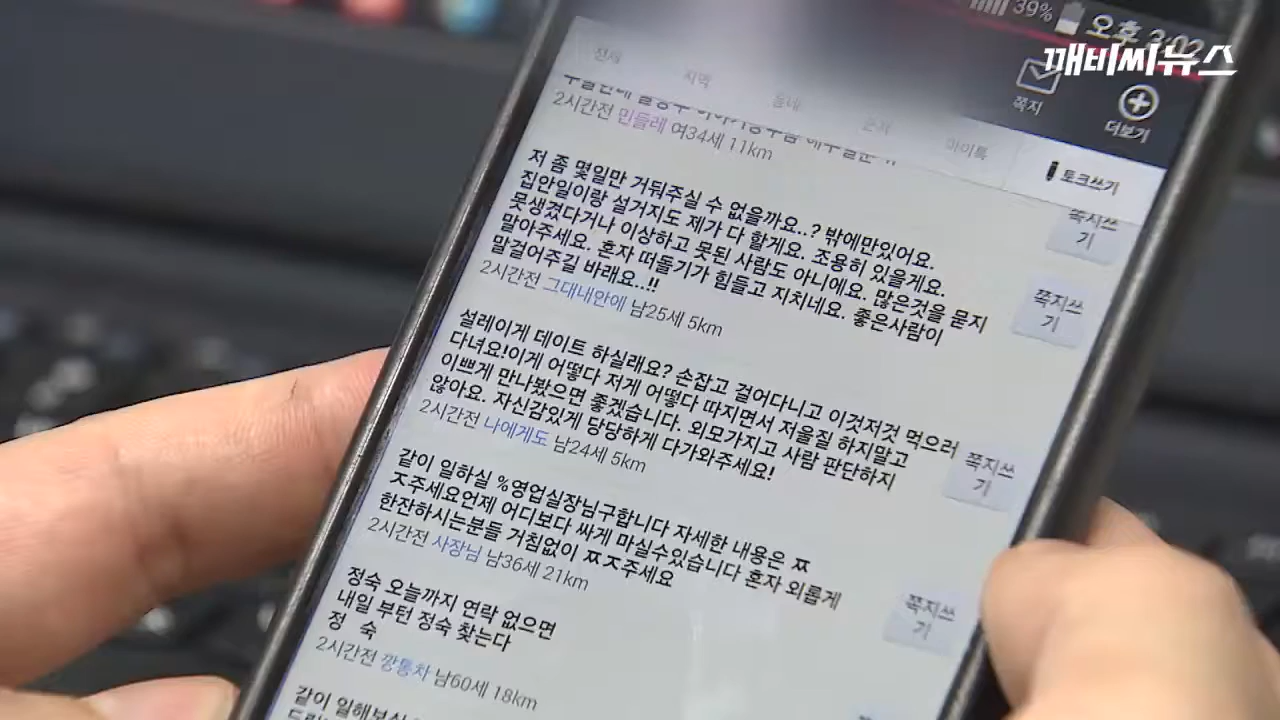 39% 오후 3:02
깨비씨뉴스
쪽지
더보기
전체 지역 동네 문자 마이톡
토크쓰기
2시간전 민들레 여34세 11km
쪽지쓰
기
저 좀 몇일만 거둬주실 수 없을까요..? 밖에만있어요.
집안일이랑 설거지도 제가 다 할게요. 조용히 있을게요.
못생겼다거나 이상하고 못된 사람도 아니에요. 많은것을 묻지
말아주세요. 혼자 떠돌기가 힘들고 지치네요. 좋은사람이
말걸어주길 바래요..!!
2시간전 그대내안에 남25세 5km
쪽지쓰
기
설레이게 데이트 하실래요? 손잡고 걸어다니고 이것저것 먹으러
다녀요!이게 어떻다 저게 어떻다 따지면서 저울질 하지말고
이쁘게 만나봤으면 좋겠습니다. 외모가지고 사람 판단하지
않아요. 자신감있게 당당하게 다가와주세요!
2시간전 나에게도 남24세 5km
쪽지쓰
기
같이 일하실 %영업실장님구합니다 자세한 내용은 ㅉ
ㅈ주세요언제 어디보다 싸게 마실수있습니다 혼자 외롭게
한잔하시는분들 거침없이 ㅉㅈ주세요
2시간전 사장님 남36세 21km
쪽지쓰
기
정숙 오늘까지 연락 없으면
내일 부턴 정숙 찾는다
정 숙
2시간전 깡통차 남60세 18km
같이 일해보실